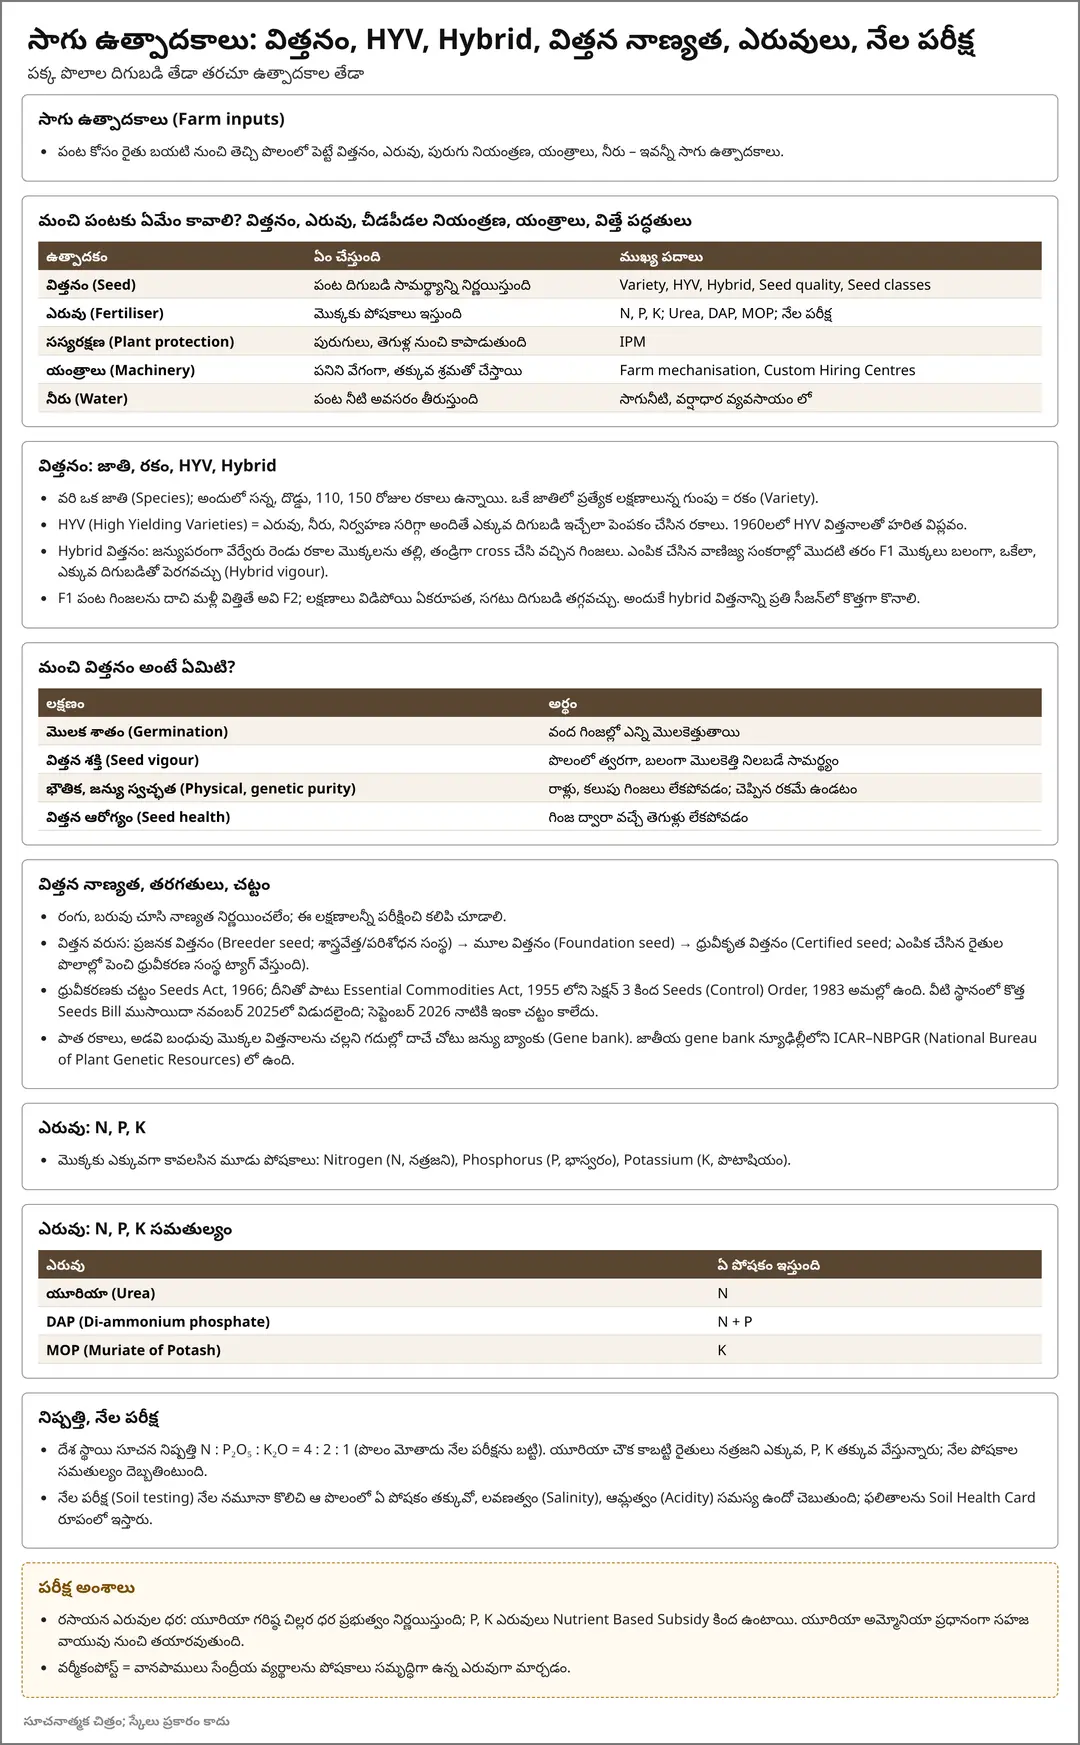 సాగు ఉత్పాదకాలు: విత్తనం, HYV, Hybrid, విత్తన నాణ్యత, ఎరువులు, నేల పరీక్ష
పక్క పొలాల దిగుబడి తేడా తరచూ ఉత్పాదకాల తేడా
సాగు ఉత్పాదకాలు (Farm inputs)
• పంట కోసం రైతు బయటి నుంచి తెచ్చి పొలంలో పెట్టే విత్తనం, ఎరువు, పురుగు నియంత్రణ, యంత్రాలు, నీరు – ఇవన్నీ సాగు ఉత్పాదకాలు.
మంచి పంటకు ఏమేం కావాలి? విత్తనం, ఎరువు, చీడపీడల నియంత్రణ, యంత్రాలు, విత్తే పద్ధతులు
ఉత్పాదకం ఏం చేస్తుంది ముఖ్య పదాలు
విత్తనం (Seed) పంట దిగుబడి సామర్థ్యాన్ని నిర్ణయిస్తుంది Variety, HYV, Hybrid, Seed quality, Seed classes
ఎరువు (Fertiliser) మొక్కకు పోషకాలు ఇస్తుంది N, P, K; Urea, DAP, MOP; నేల పరీక్ష
సస్యరక్షణ (Plant protection) పురుగులు, తెగుళ్ల నుంచి కాపాడుతుంది IPM
యంత్రాలు (Machinery) పనిని వేగంగా, తక్కువ శ్రమతో చేస్తాయి Farm mechanisation, Custom Hiring Centres
నీరు (Water) పంట నీటి అవసరం తీరుస్తుంది సాగునీటి, వర్షాధార వ్యవసాయం లో
విత్తనం: జాతి, రకం, HYV, Hybrid
• వరి ఒక జాతి (Species); అందులో సన్న, దొడ్డు, 110, 150 రోజుల రకాలు ఉన్నాయి. ఒకే జాతిలో ప్రత్యేక లక్షణాలున్న గుంపు = రకం (Variety).
• HYV (High Yielding Varieties) = ఎరువు, నీరు, నిర్వహణ సరిగ్గా అందితే ఎక్కువ దిగుబడి ఇచ్చేలా పెంపకం చేసిన రకాలు. 1960లలో HYV విత్తనాలతో హరిత విప్లవం.
• Hybrid విత్తనం: జన్యుపరంగా వేర్వేరు రెండు రకాల మొక్కలను తల్లి, తండ్రిగా cross చేసి వచ్చిన గింజలు. ఎంపిక చేసిన వాణిజ్య సంకరాల్లో మొదటి తరం F1 మొక్కలు బలంగా, ఒకేలా,
ఎక్కువ దిగుబడితో పెరగవచ్చు (Hybrid vigour).
• F1 పంట గింజలను దాచి మళ్లీ విత్తితే అవి F2; లక్షణాలు విడిపోయి ఏకరూపత, సగటు దిగుబడి తగ్గవచ్చు. అందుకే hybrid విత్తనాన్ని ప్రతి సీజన్‌లో కొత్తగా కొనాలి.
మంచి విత్తనం అంటే ఏమిటి?
లక్షణం అర్థం
మొలక శాతం (Germination) వంద గింజల్లో ఎన్ని మొలకెత్తుతాయి
విత్తన శక్తి (Seed vigour) పొలంలో త్వరగా, బలంగా మొలకెత్తి నిలబడే సామర్థ్యం
భౌతిక, జన్యు స్వచ్ఛత (Physical, genetic purity) రాళ్లు, కలుపు గింజలు లేకపోవడం; చెప్పిన రకమే ఉండటం
విత్తన ఆరోగ్యం (Seed health) గింజ ద్వారా వచ్చే తెగుళ్లు లేకపోవడం
విత్తన నాణ్యత, తరగతులు, చట్టం
• రంగు, బరువు చూసి నాణ్యత నిర్ణయించలేం; ఈ లక్షణాలన్నీ పరీక్షించి కలిపి చూడాలి.
• విత్తన వరుస: ప్రజనక విత్తనం (Breeder seed; శాస్త్రవేత్త/పరిశోధన సంస్థ) → మూల విత్తనం (Foundation seed) → ధ్రువీకృత విత్తనం (Certified seed; ఎంపిక చేసిన రైతుల
పొలాల్లో పెంచి ధ్రువీకరణ సంస్థ ట్యాగ్ వేస్తుంది).
• ధ్రువీకరణకు చట్టం Seeds Act, 1966; దీనితో పాటు Essential Commodities Act, 1955 లోని సెక్షన్ 3 కింద Seeds (Control) Order, 1983 అమల్లో ఉంది. వీటి స్థానంలో కొత్త
Seeds Bill ముసాయిదా నవంబర్ 2025లో విడుదలైంది; సెప్టెంబర్ 2026 నాటికి ఇంకా చట్టం కాలేదు.
• పాత రకాలు, అడవి బంధువు మొక్కల విత్తనాలను చల్లని గదుల్లో దాచే చోటు జన్యు బ్యాంకు (Gene bank). జాతీయ gene bank న్యూఢిల్లీలోని ICAR–NBPGR (National Bureau
of Plant Genetic Resources) లో ఉంది.
ఎరువు: N, P, K
• మొక్కకు ఎక్కువగా కావలసిన మూడు పోషకాలు: Nitrogen (N, నత్రజని), Phosphorus (P, భాస్వరం), Potassium (K, పొటాషియం).
ఎరువు: N, P, K సమతుల్యం
ఎరువు ఏ పోషకం ఇస్తుంది
యూరియా (Urea) N
DAP (Di-ammonium phosphate) N + P
MOP (Muriate of Potash) K
నిష్పత్తి, నేల పరీక్ష
• దేశ స్థాయి సూచన నిష్పత్తి N : P₂O₅ : K₂O = 4 : 2 : 1 (పొలం మోతాదు నేల పరీక్షను బట్టి). యూరియా చౌక కాబట్టి రైతులు నత్రజని ఎక్కువ, P, K తక్కువ వేస్తున్నారు; నేల పోషకాల
సమతుల్యం దెబ్బతింటుంది.
• నేల పరీక్ష (Soil testing) నేల నమూనా కొలిచి ఆ పొలంలో ఏ పోషకం తక్కువో, లవణత్వం (Salinity), ఆమ్లత్వం (Acidity) సమస్య ఉందో చెబుతుంది; ఫలితాలను Soil Health Card
రూపంలో ఇస్తారు.
పరీక్ష అంశాలు
• రసాయన ఎరువుల ధర: యూరియా గరిష్ఠ చిల్లర ధర ప్రభుత్వం నిర్ణయిస్తుంది; P, K ఎరువులు Nutrient Based Subsidy కింద ఉంటాయి. యూరియా అమ్మోనియా ప్రధానంగా సహజ
వాయువు నుంచి తయారవుతుంది.
• వర్మీకంపోస్ట్ = వానపాములు సేంద్రీయ వ్యర్థాలను పోషకాలు సమృద్ధిగా ఉన్న ఎరువుగా మార్చడం.
సూచనాత్మక చిత్రం; స్కేలు ప్రకారం కాదు